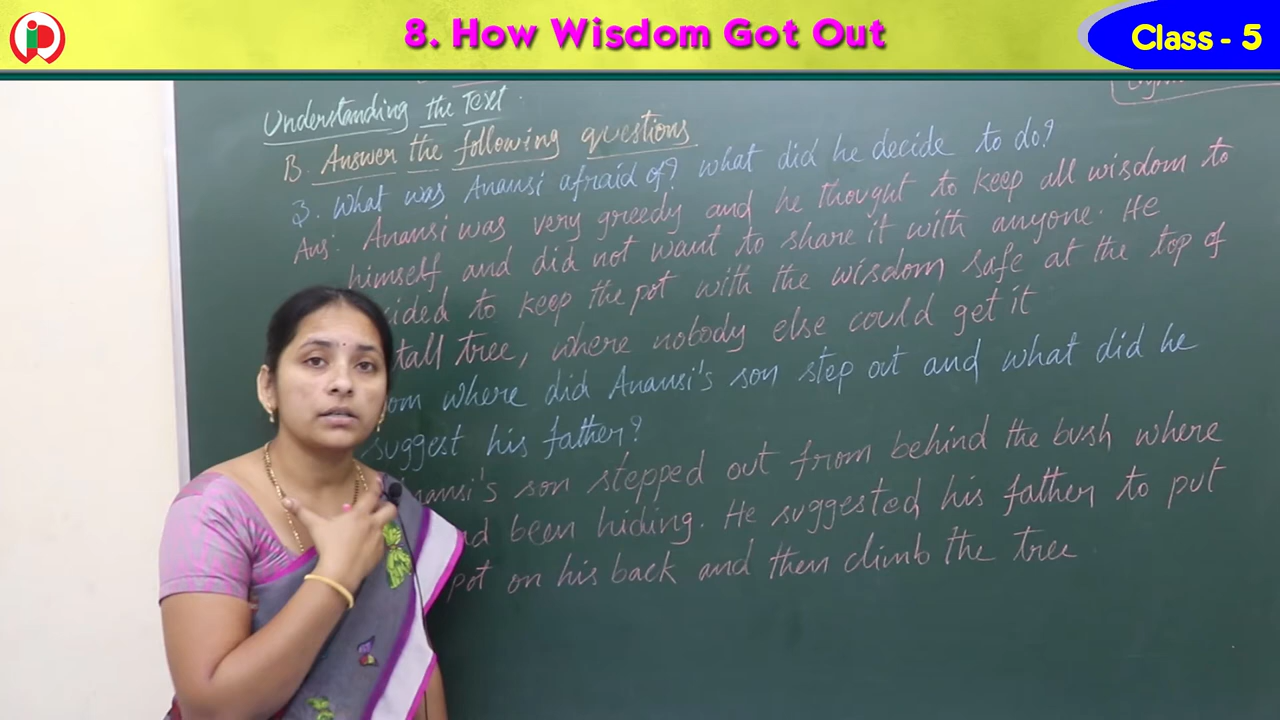 8. How Wisdom Got Out
Class - 5
Understanding the Text.
B. Answer the following questions
3. What was Anansi afraid of? what did he decide to do?
Ans: Anansi was very greedy and he thought to keep all wisdom to
himself and did not want to share it with anyone. He
cided to keep the pot with the wisdom safe at the top of
tall tree, where nobody else could get it
om where did Anansi's son step out and what did he
suggest his father?
nansi's son stepped out from behind the bush where
ad been hiding. He suggested his father to put
pot on his back and then climb the tree